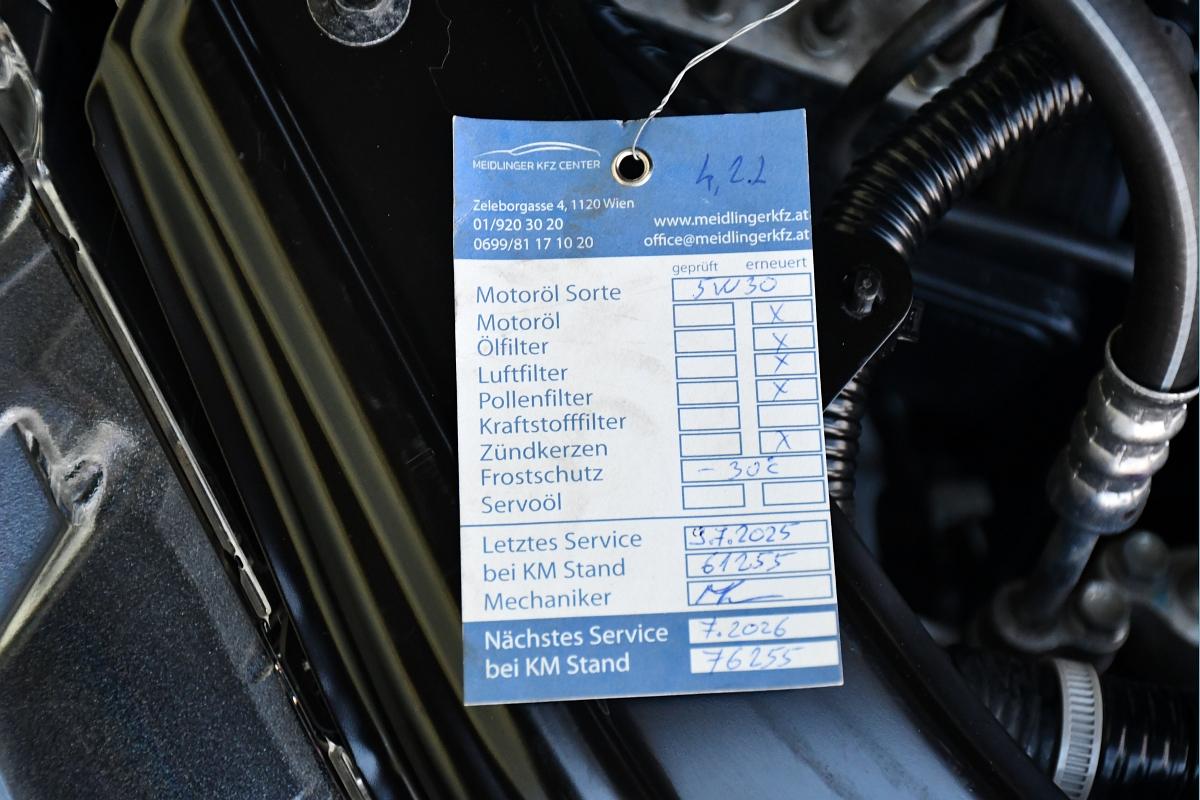 MEIDLINGER KFZ CENTER
4,2 L
Zeleborgasse 4, 1120 Wien
01/920 30 20
0699/81 17 10 20
www.meidlingerkfz.at
office@meidlingerkfz.at
geprüft erneuert
Motoröl Sorte 5W30
Motoröl X
Ölfilter X
Luftfilter X
Pollenfilter X
Kraftstofffilter
Zündkerzen X
Frostschutz - 30°C
Servoöl
Letztes Service 9.7.2025
bei KM Stand 61255
Mechaniker
Nächstes Service 7.2026
bei KM Stand 76255